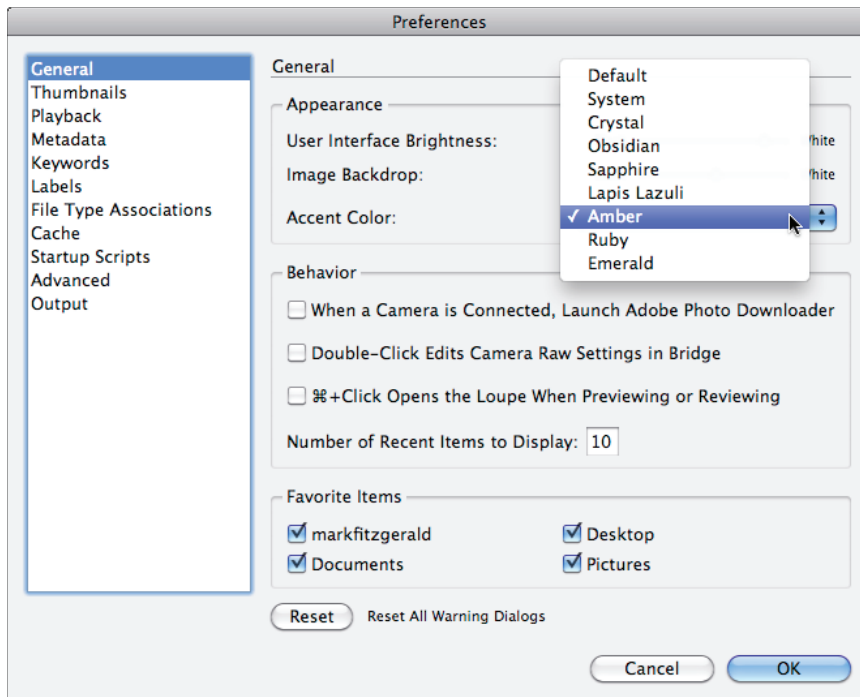 Preferences
General
Thumbnails
Playback
Metadata
Keywords
Labels
File Type Associations
Cache
Startup Scripts
Advanced
Output
General
Appearance
User Interface Brightness:
Image Backdrop:
Accent Color:
Default
System
Crystal
Obsidian
Sapphire
Lapis Lazuli
✓ Amber
Ruby
Emerald
Behavior
When a Camera is Connected, Launch Adobe Photo Downloader
Double-Click Edits Camera Raw Settings in Bridge
⌘+Click Opens the Loupe When Previewing or Reviewing
Number of Recent Items to Display: 10
Favorite Items
markfitzgerald
Desktop
Documents
Pictures
Reset
Reset All Warning Dialogs
Cancel
OK